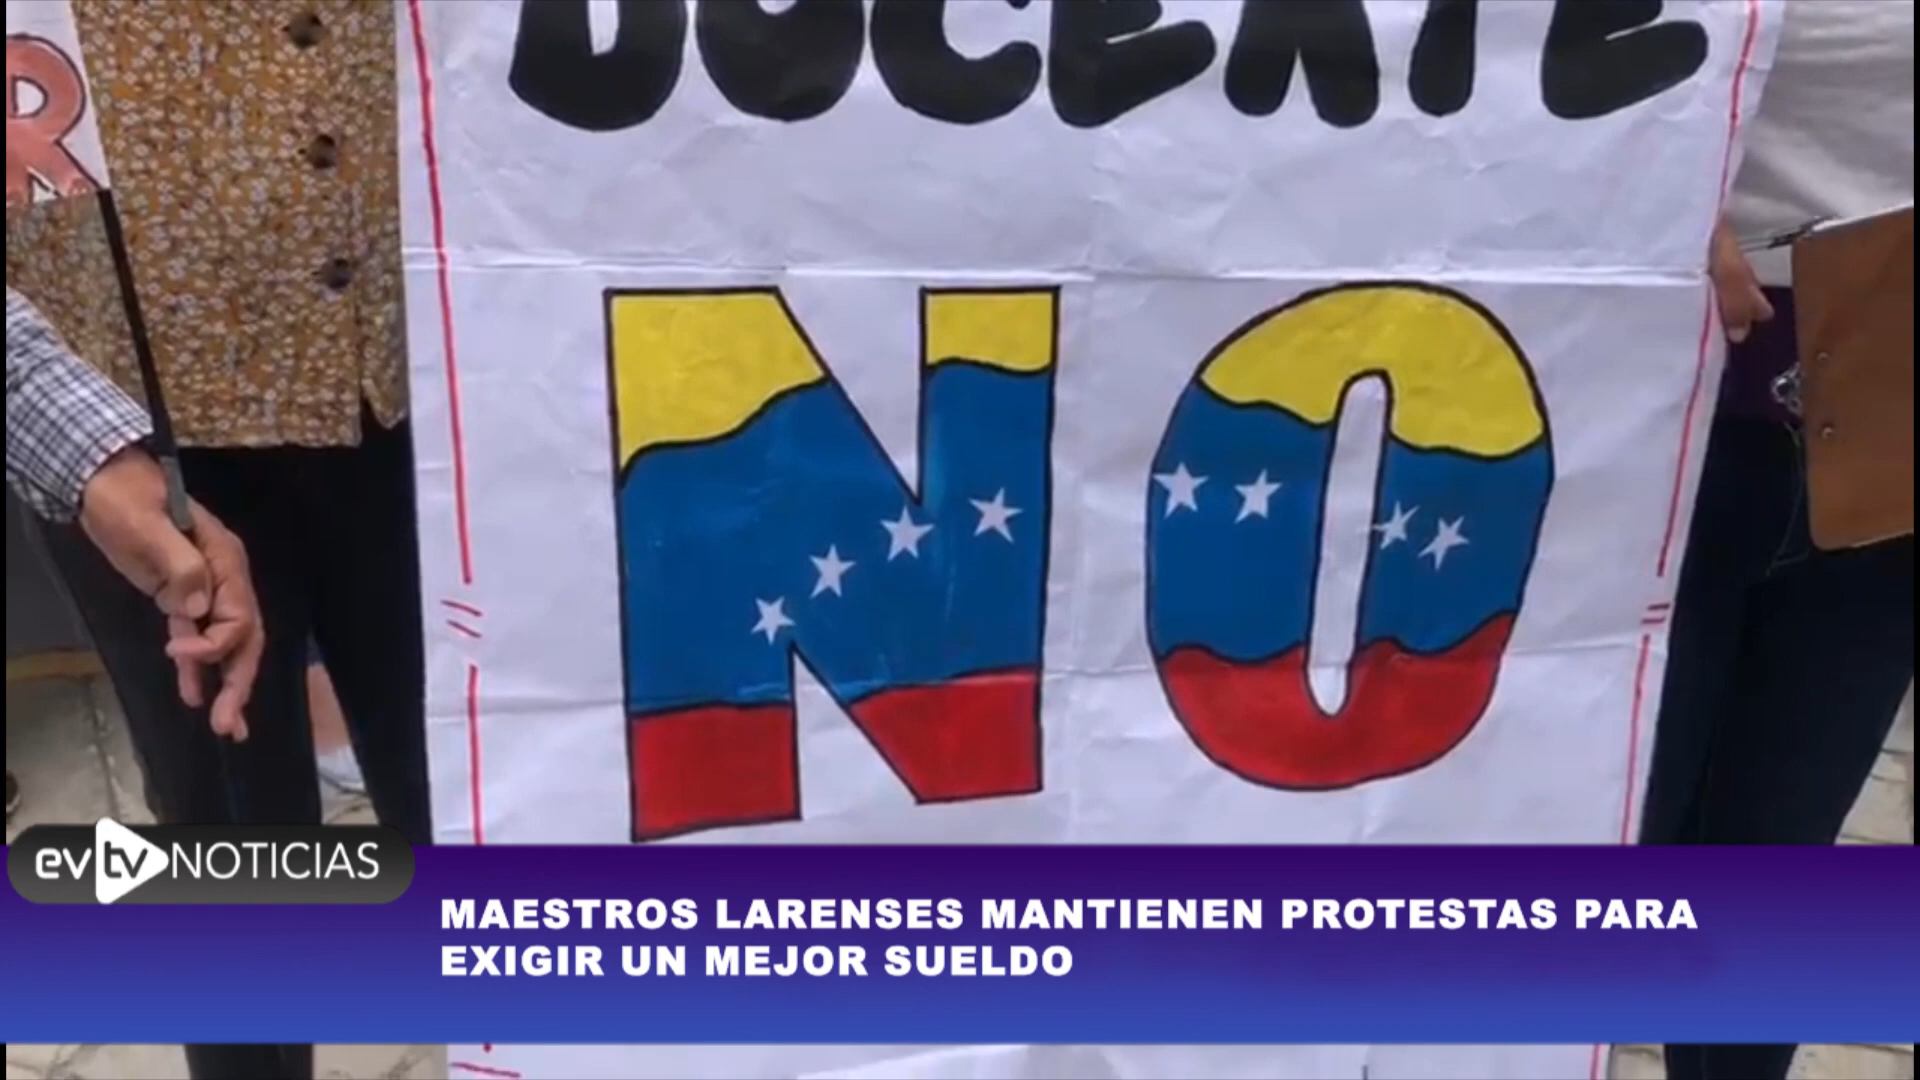 R
DOCENTE
NO
evtv NOTICIAS
MAESTROS LARENSES MANTIENEN PROTESTAS PARA
EXIGIR UN MEJOR SUELDO